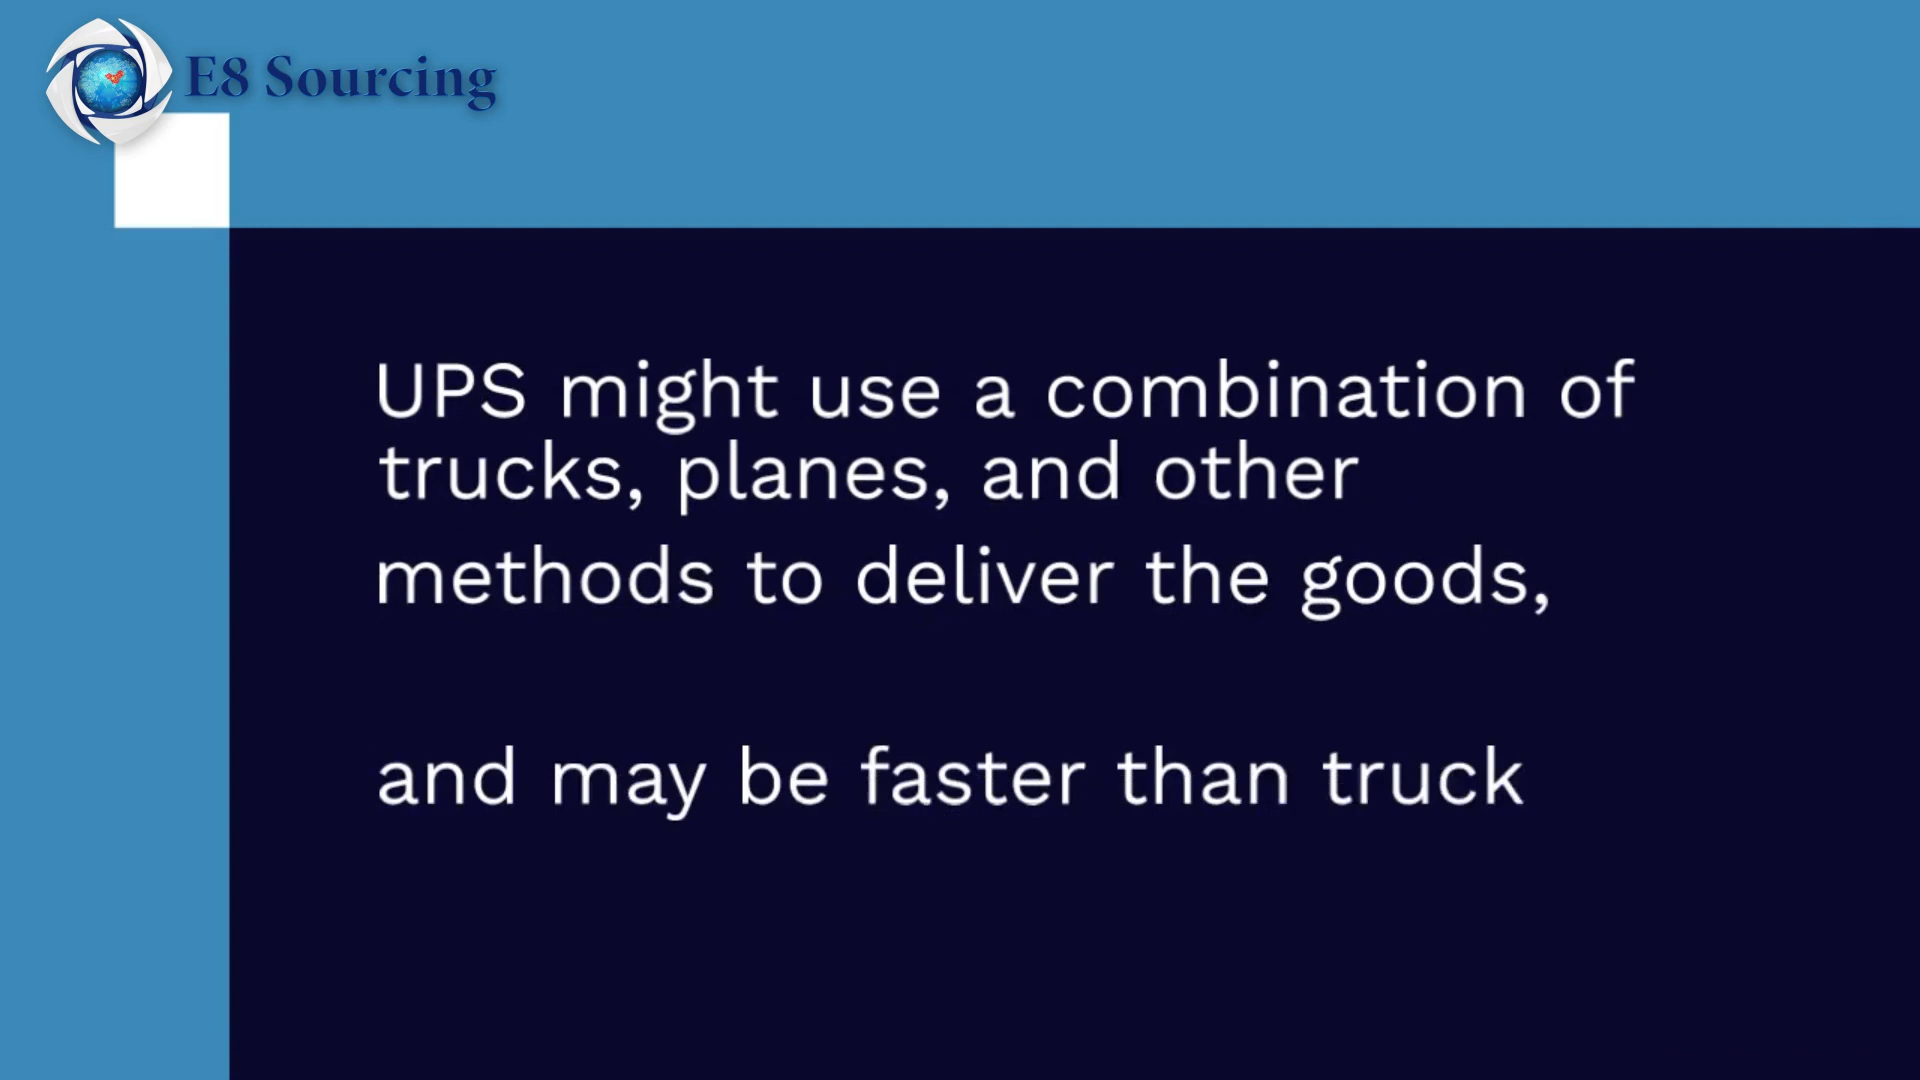 E8 Sourcing
UPS might use a combination of
trucks, planes, and other
methods to deliver the goods,
and may be faster than truck